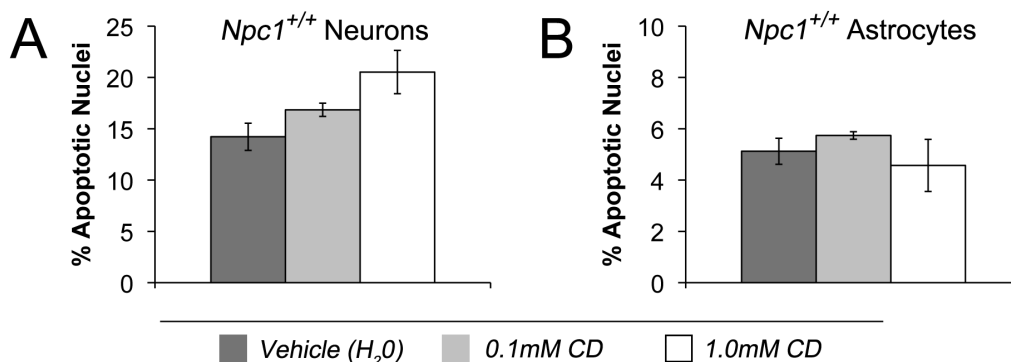 A
Npc1+/+ Neurons
% Apoptotic Nuclei
25
20
15
10
5
0
B
Npc1+/+ Astrocytes
% Apoptotic Nuclei
10
8
6
4
2
0
Vehicle (H20)
0.1mM CD
1.0mM CD